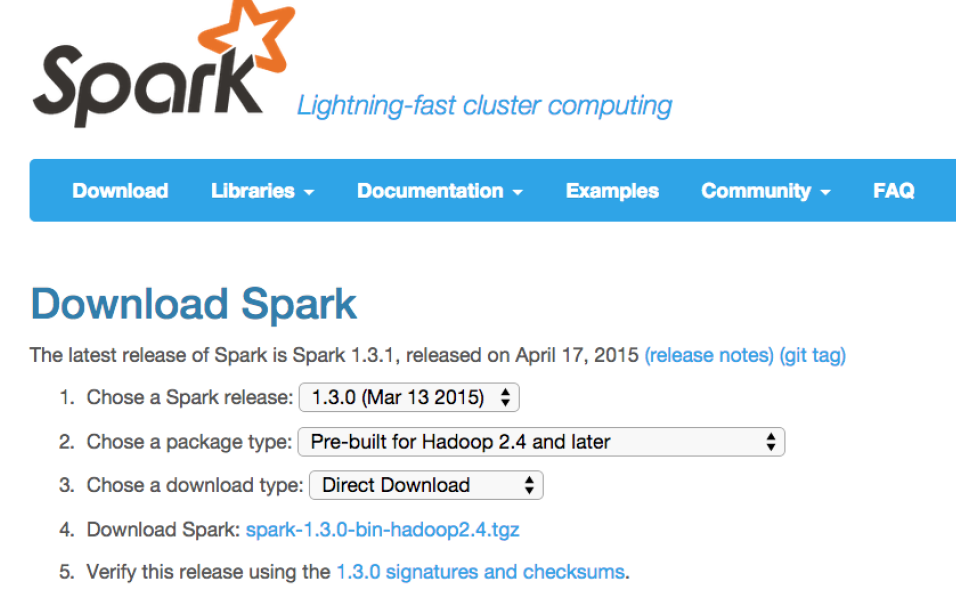 Spark
Lightning-fast cluster computing
Download Libraries Documentation Examples Community FAQ
Download Spark
The latest release of Spark is Spark 1.3.1, released on April 17, 2015 (release notes) (git tag)
1. Chose a Spark release: 1.3.0 (Mar 13 2015)
2. Chose a package type: Pre-built for Hadoop 2.4 and later
3. Chose a download type: Direct Download
4. Download Spark: spark-1.3.0-bin-hadoop2.4.tgz
5. Verify this release using the 1.3.0 signatures and checksums.